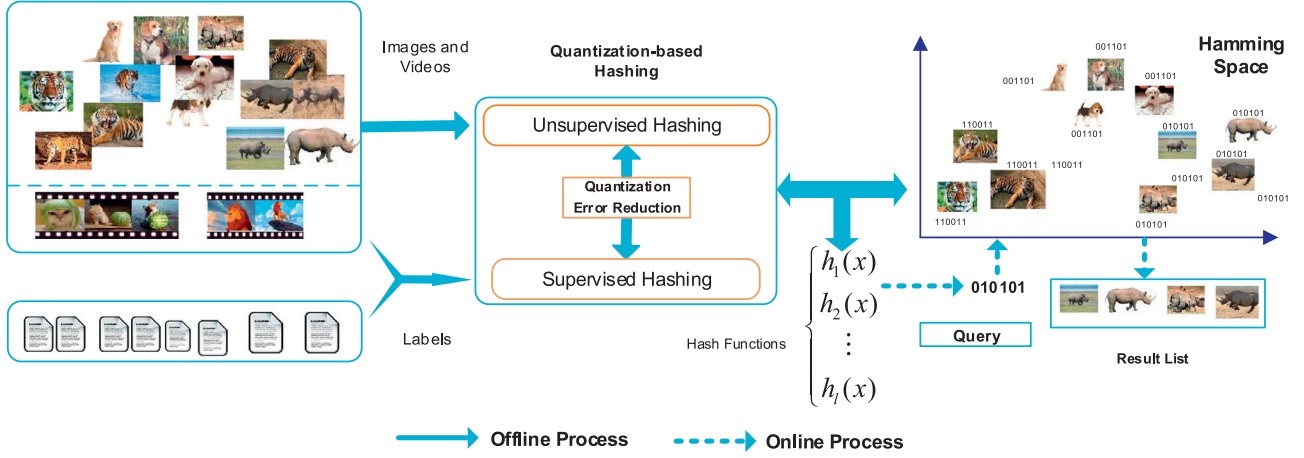 Images and
Videos
Quantization-based
Hashing
Unsupervised Hashing
Quantization
Error Reduction
Supervised Hashing
Labels
Hash Functions
h₁(x)
h₂(x)
⋮
hₗ(x)
010101
Query
Hamming
Space
001101
001101
001101
001101
110011
110011
110011
110011
010101
010101
010101
010101
010101
010101
Result List
Offline Process
Online Process